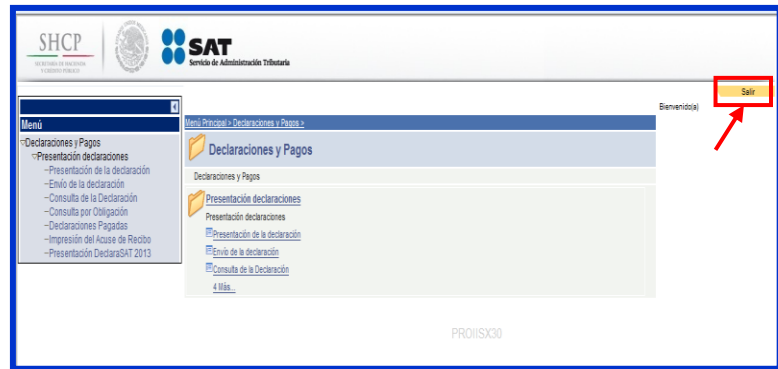 SHCP
SECRETARÍA DE HACIENDA
Y CRÉDITO PÚBLICO
SAT
Servicio de Administración Tributaria
Salir
Bienvenido(a)
Menú
Declaraciones y Pagos
Presentación declaraciones
−Presentación de la declaración
−Envío de la declaración
−Consulta de la Declaración
−Consulta por Obligación
−Declaraciones Pagadas
−Impresión del Acuse de Recibo
−Presentación DeclaraSAT 2013
Menú Principal > Declaraciones y Pagos >
Declaraciones y Pagos
Declaraciones y Pagos
Presentación declaraciones
Presentación declaraciones
Presentación de la declaración
Envío de la declaración
Consulta de la Declaración
4 Más...
PROIISX30